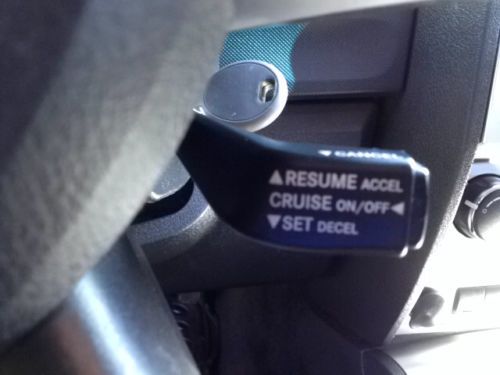 ▼CANCEL
▲RESUME ACCEL
CRUISE ON/OFF◄
▼SET DECEL